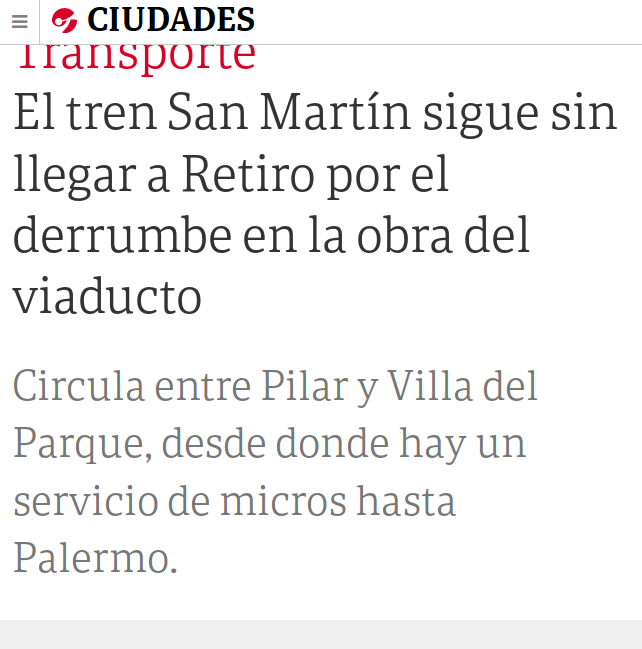 CIUDADES
Transporte
El tren San Martín sigue sin
llegar a Retiro por el
derrumbe en la obra del
viaducto
Circula entre Pilar y Villa del
Parque, desde donde hay un
servicio de micros hasta
Palermo.